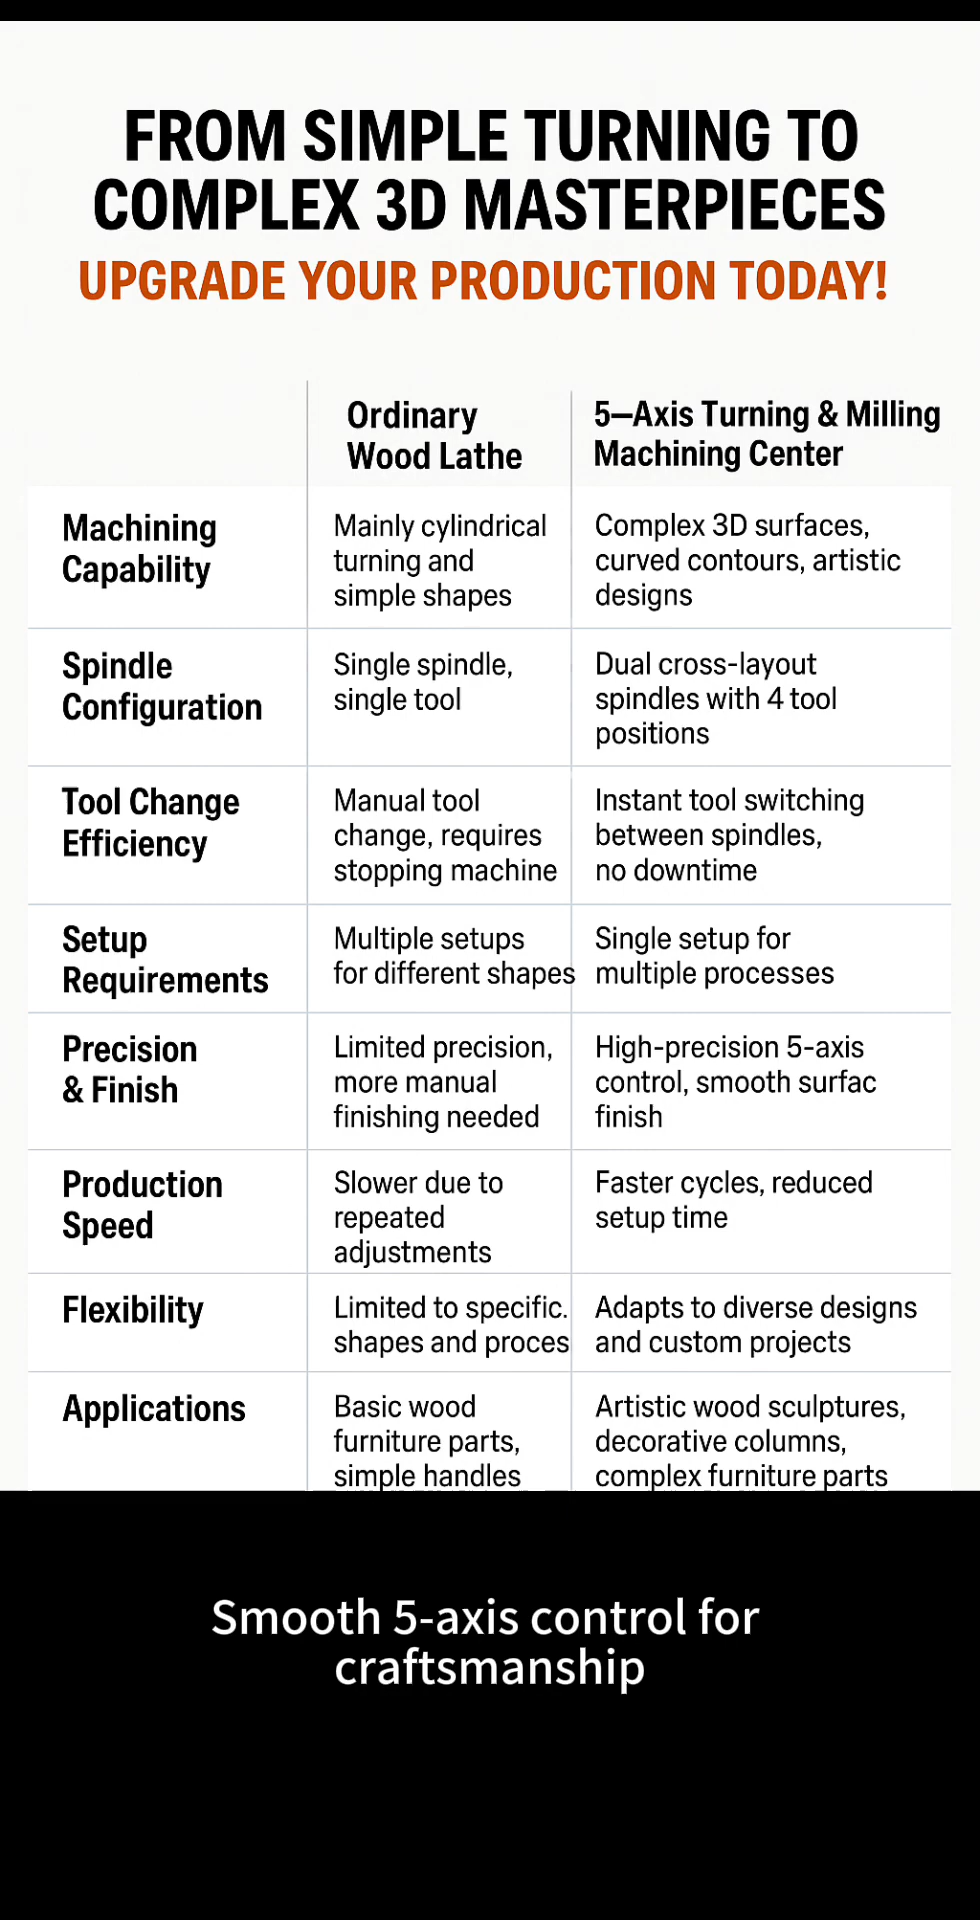 FROM SIMPLE TURNING TO
COMPLEX 3D MASTERPIECES
UPGRADE YOUR PRODUCTION TODAY!
Ordinary
Wood Lathe
5—Axis Turning & Milling
Machining Center
Machining
Capability
Mainly cylindrical
turning and
simple shapes
Complex 3D surfaces,
curved contours, artistic
designs
Spindle
Configuration
Single spindle,
single tool
Dual cross-layout
spindles with 4 tool
positions
Tool Change
Efficiency
Manual tool
change, requires
stopping machine
Instant tool switching
between spindles,
no downtime
Setup
Requirements
Multiple setups
for different shapes
Single setup for
multiple processes
Precision
& Finish
Limited precision,
more manual
finishing needed
High-precision 5-axis
control, smooth surfac
finish
Production
Speed
Slower due to
repeated
adjustments
Faster cycles, reduced
setup time
Flexibility
Limited to specific.
shapes and proces
Adapts to diverse designs
and custom projects
Applications
Basic wood
furniture parts,
simple handles
Artistic wood sculptures,
decorative columns,
complex furniture parts
Smooth 5-axis control for
craftsmanship